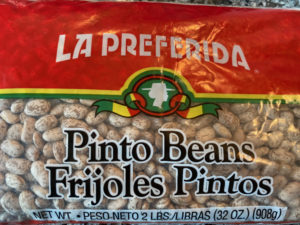 LA PREFERIDA
Pinto Beans
Frijoles Pintos
NET WT. • PESO-NETO 2 LBS./LIBRAS (32 OZ.) (908g)